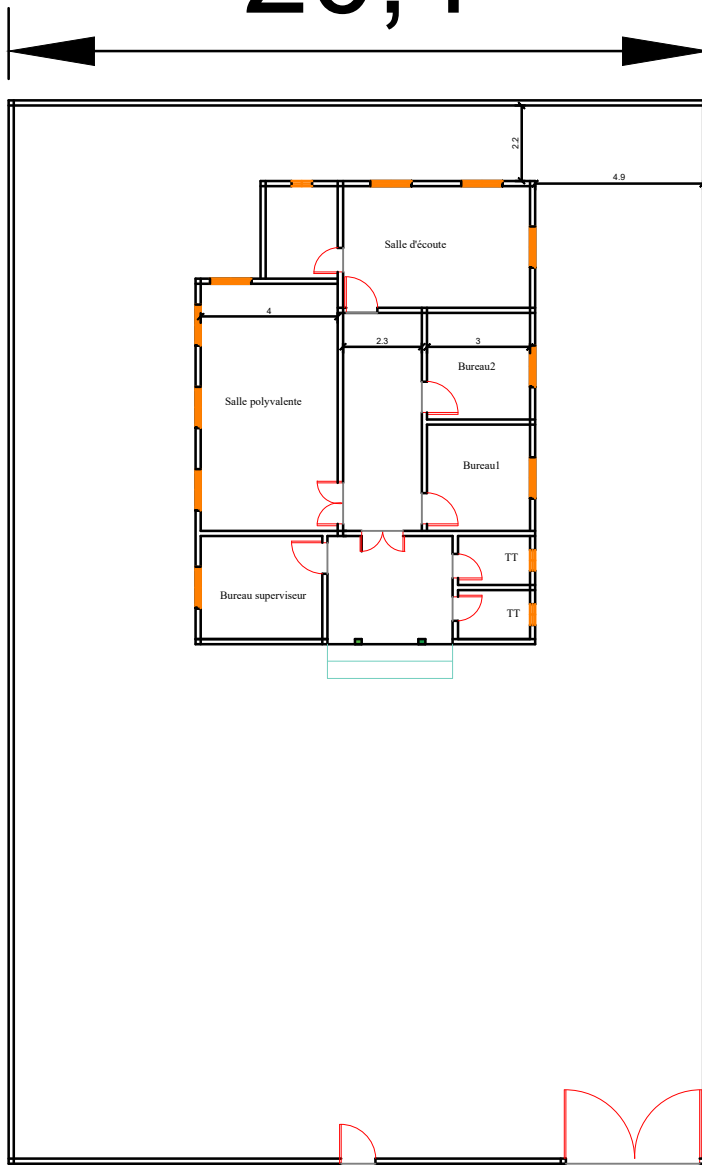 2.2
4.9
Salle d'écoute
4
2.3
3
Bureau2
Salle polyvalente
Bureau1
TT
Bureau superviseur
TT